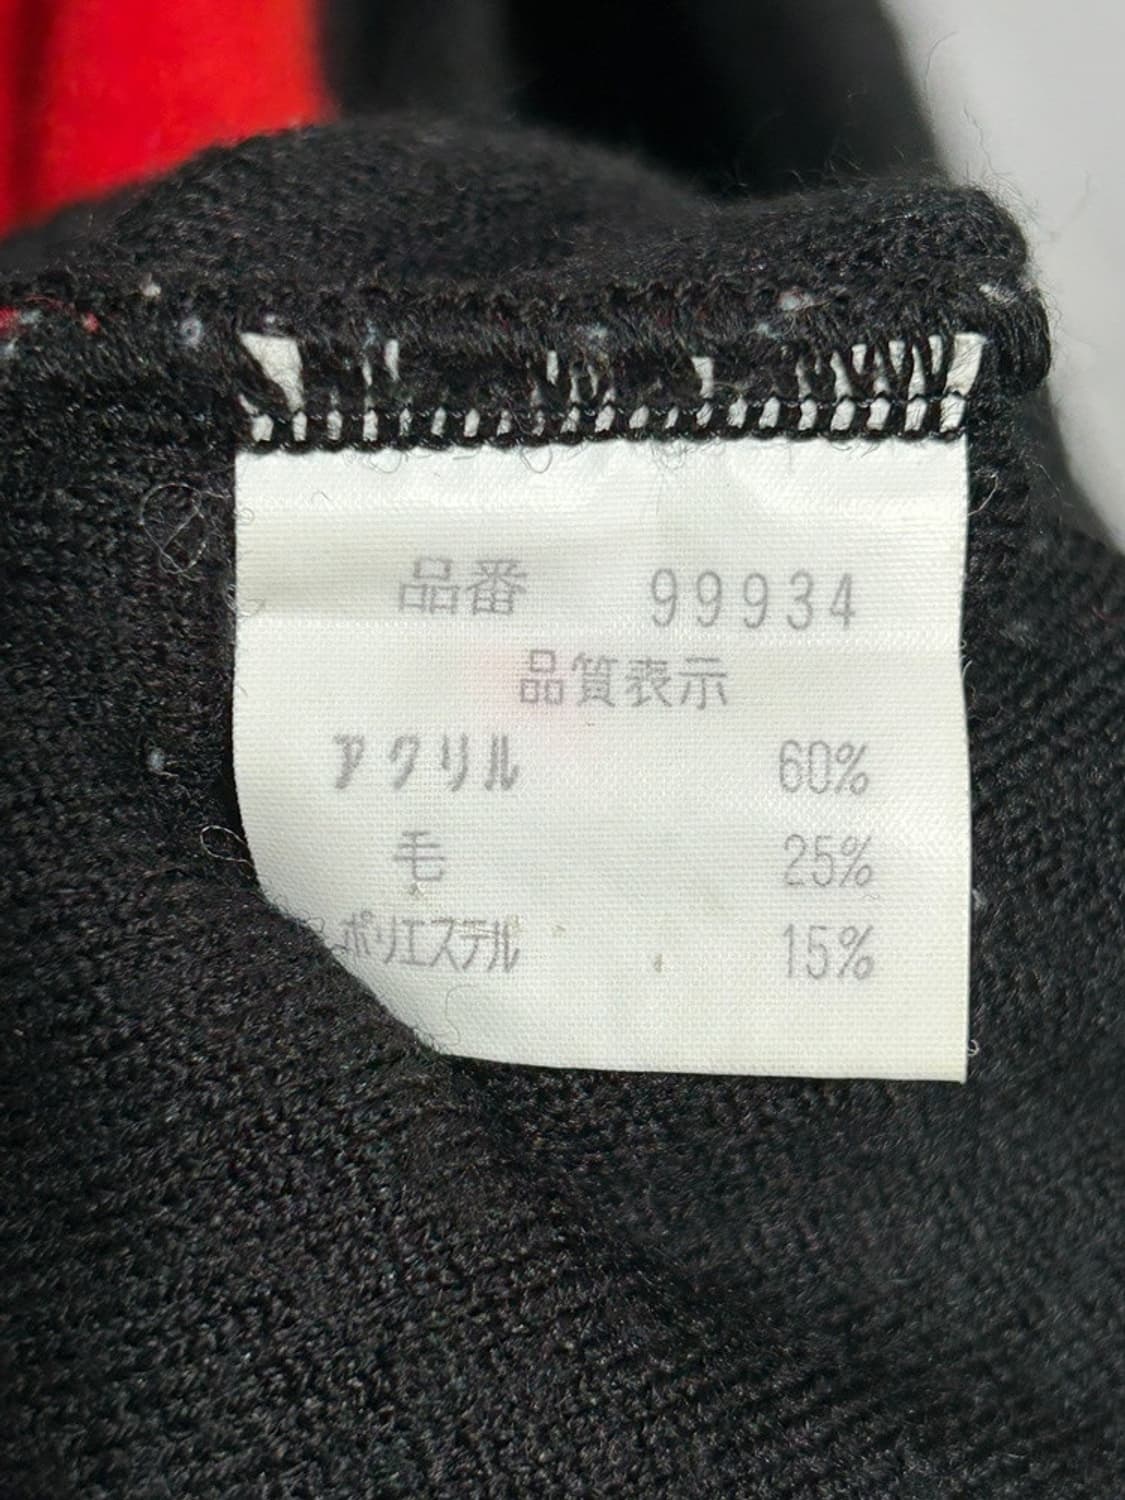 品番 99934
品質表示
アクリル 60%
毛 25%
ポリエステル 15%